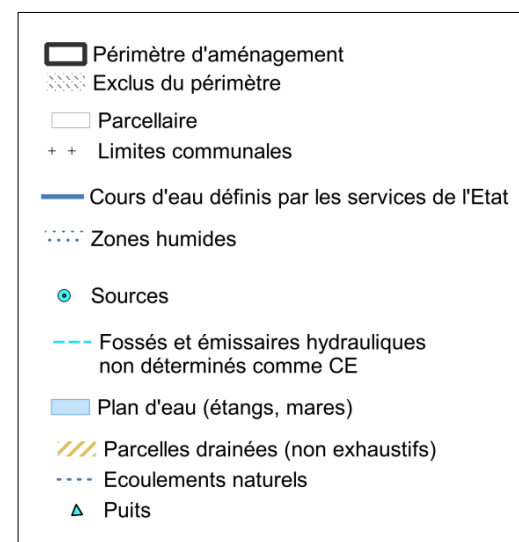 Périmètre d'aménagement
Exclus du périmètre
Parcellaire
Limites communales
Cours d'eau définis par les services de l'Etat
Zones humides
Sources
Fossés et émissaires hydrauliques
non déterminés comme CE
Plan d'eau (étangs, mares)
Parcelles drainées (non exhaustifs)
Ecoulements naturels
Puits